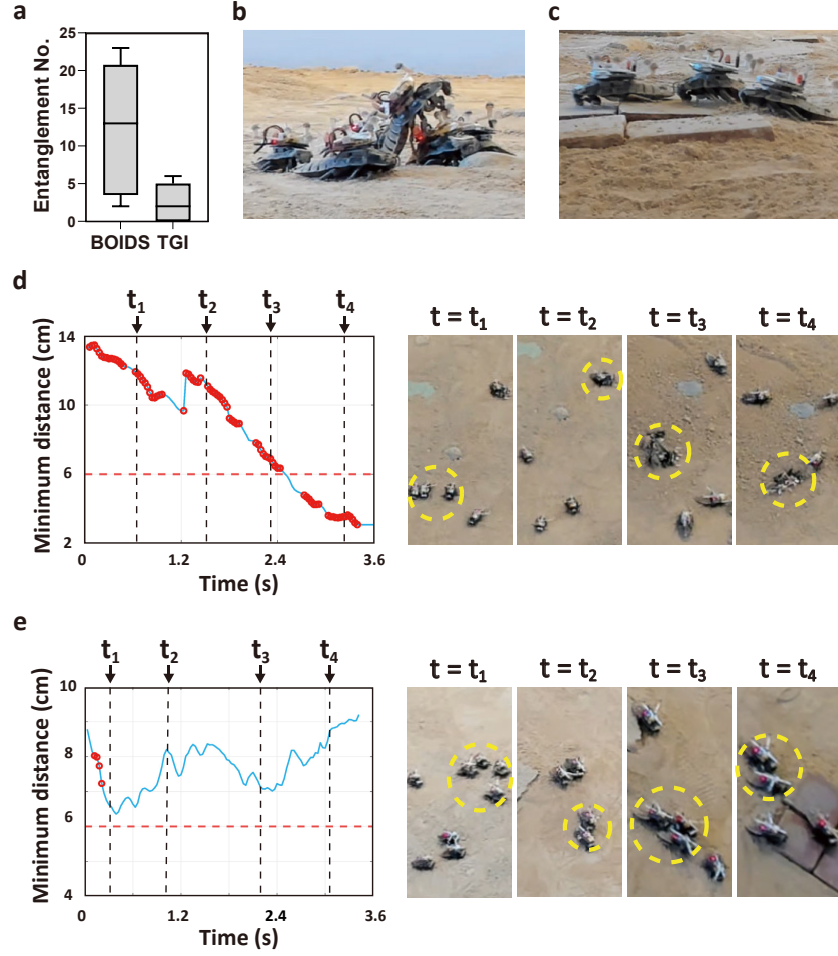 a
b
c
Entanglement No.
25
20
15
10
5
0
BOIDS TGI
d
t1 t2 t3 t4
Minimum distance (cm)
14
10
6
2
0 1.2 2.4 3.6
Time (s)
t = t1 t = t2 t = t3 t = t4
e
t1 t2 t3 t4
Minimum distance (cm)
10
8
6
4
0 1.2 2.4 3.6
Time (s)
t = t1 t = t2 t = t3 t = t4